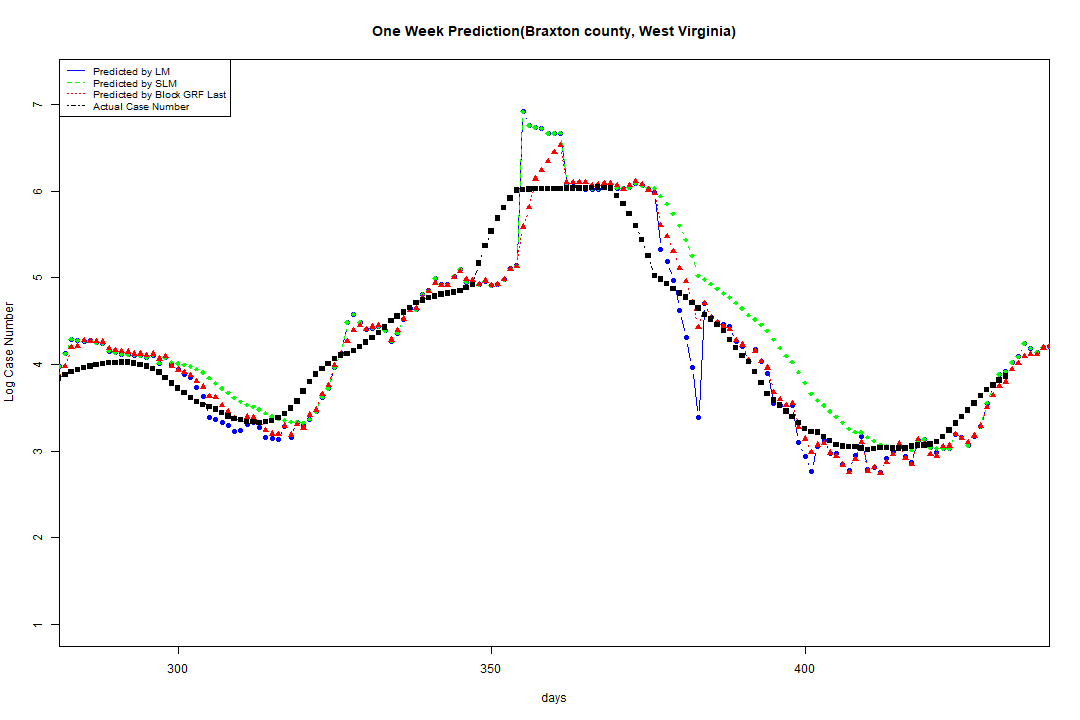 One Week Prediction(Braxton county, West Virginia)
Predicted by LM
Predicted by SLM
Predicted by Block GRF Last
Actual Case Number
7
6
5
4
3
2
1
Log Case Number
300 350 400
days